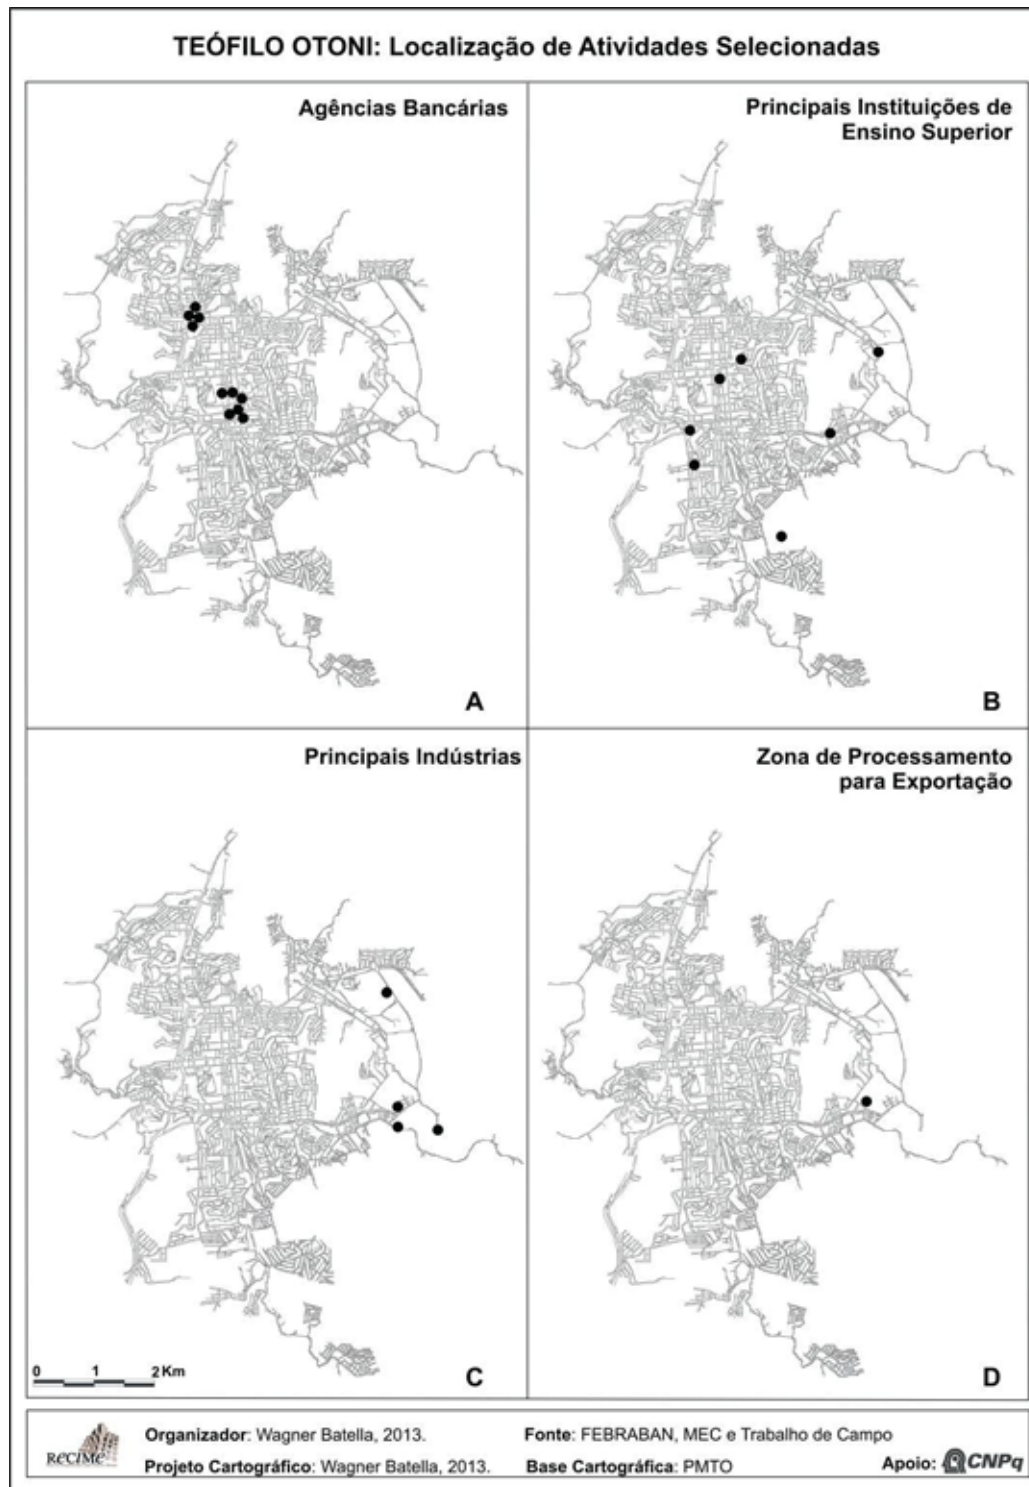 TEÓFILO OTONI: Localização de Atividades Selecionadas
Agências Bancárias
A
Principais Instituições de
Ensino Superior
B
Principais Indústrias
0 1 2 Km
C
Zona de Processamento
para Exportação
D
ReCiMe
Organizador: Wagner Batella, 2013.
Projeto Cartográfico: Wagner Batella, 2013.
Fonte: FEBRABAN, MEC e Trabalho de Campo
Base Cartográfica: PMTO
Apoio: CNPq